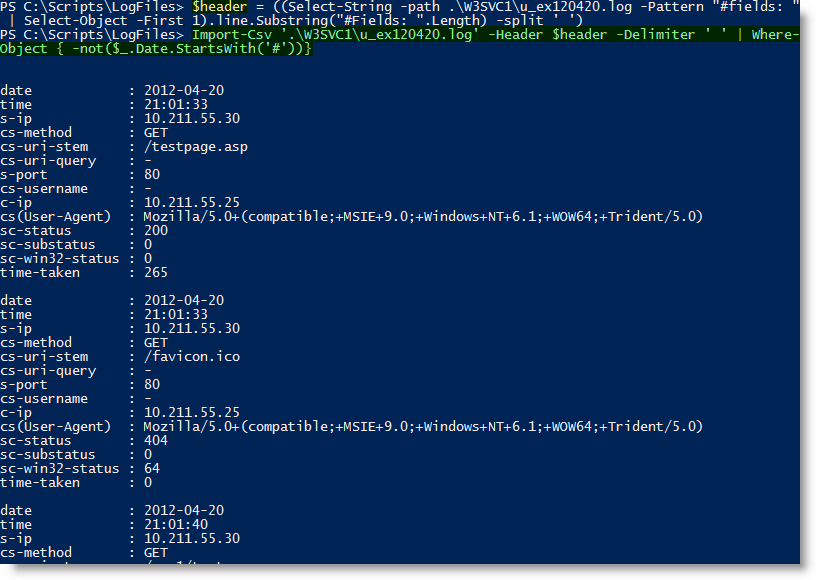 PS C:\Scripts\LogFiles> $header = ((Select-String -path .\W3SVC1\u_ex120420.log -Pattern "#fields: "
 | Select-Object -First 1).line.Substring("#Fields: ".Length) -split ' ')
PS C:\Scripts\LogFiles> Import-Csv '.\W3SVC1\u_ex120420.log' -Header $header -Delimiter ' ' | Where-
Object { -not($_.Date.StartsWith('#'))}
date            : 2012-04-20
time            : 21:01:33
s-ip            : 10.211.55.30
cs-method       : GET
cs-uri-stem     : /testpage.asp
cs-uri-query    : -
s-port          : 80
cs-username     : -
c-ip            : 10.211.55.25
cs(User-Agent)  : Mozilla/5.0+(compatible;+MSIE+9.0;+Windows+NT+6.1;+WOW64;+Trident/5.0)
sc-status       : 200
sc-substatus    : 0
sc-win32-status : 0
time-taken      : 265
date            : 2012-04-20
time            : 21:01:33
s-ip            : 10.211.55.30
cs-method       : GET
cs-uri-stem     : /favicon.ico
cs-uri-query    : -
s-port          : 80
cs-username     : -
c-ip            : 10.211.55.25
cs(User-Agent)  : Mozilla/5.0+(compatible;+MSIE+9.0;+Windows+NT+6.1;+WOW64;+Trident/5.0)
sc-status       : 404
sc-substatus    : 0
sc-win32-status : 64
time-taken      : 0
date            : 2012-04-20
time            : 21:01:40
s-ip            : 10.211.55.30
cs-method       : GET